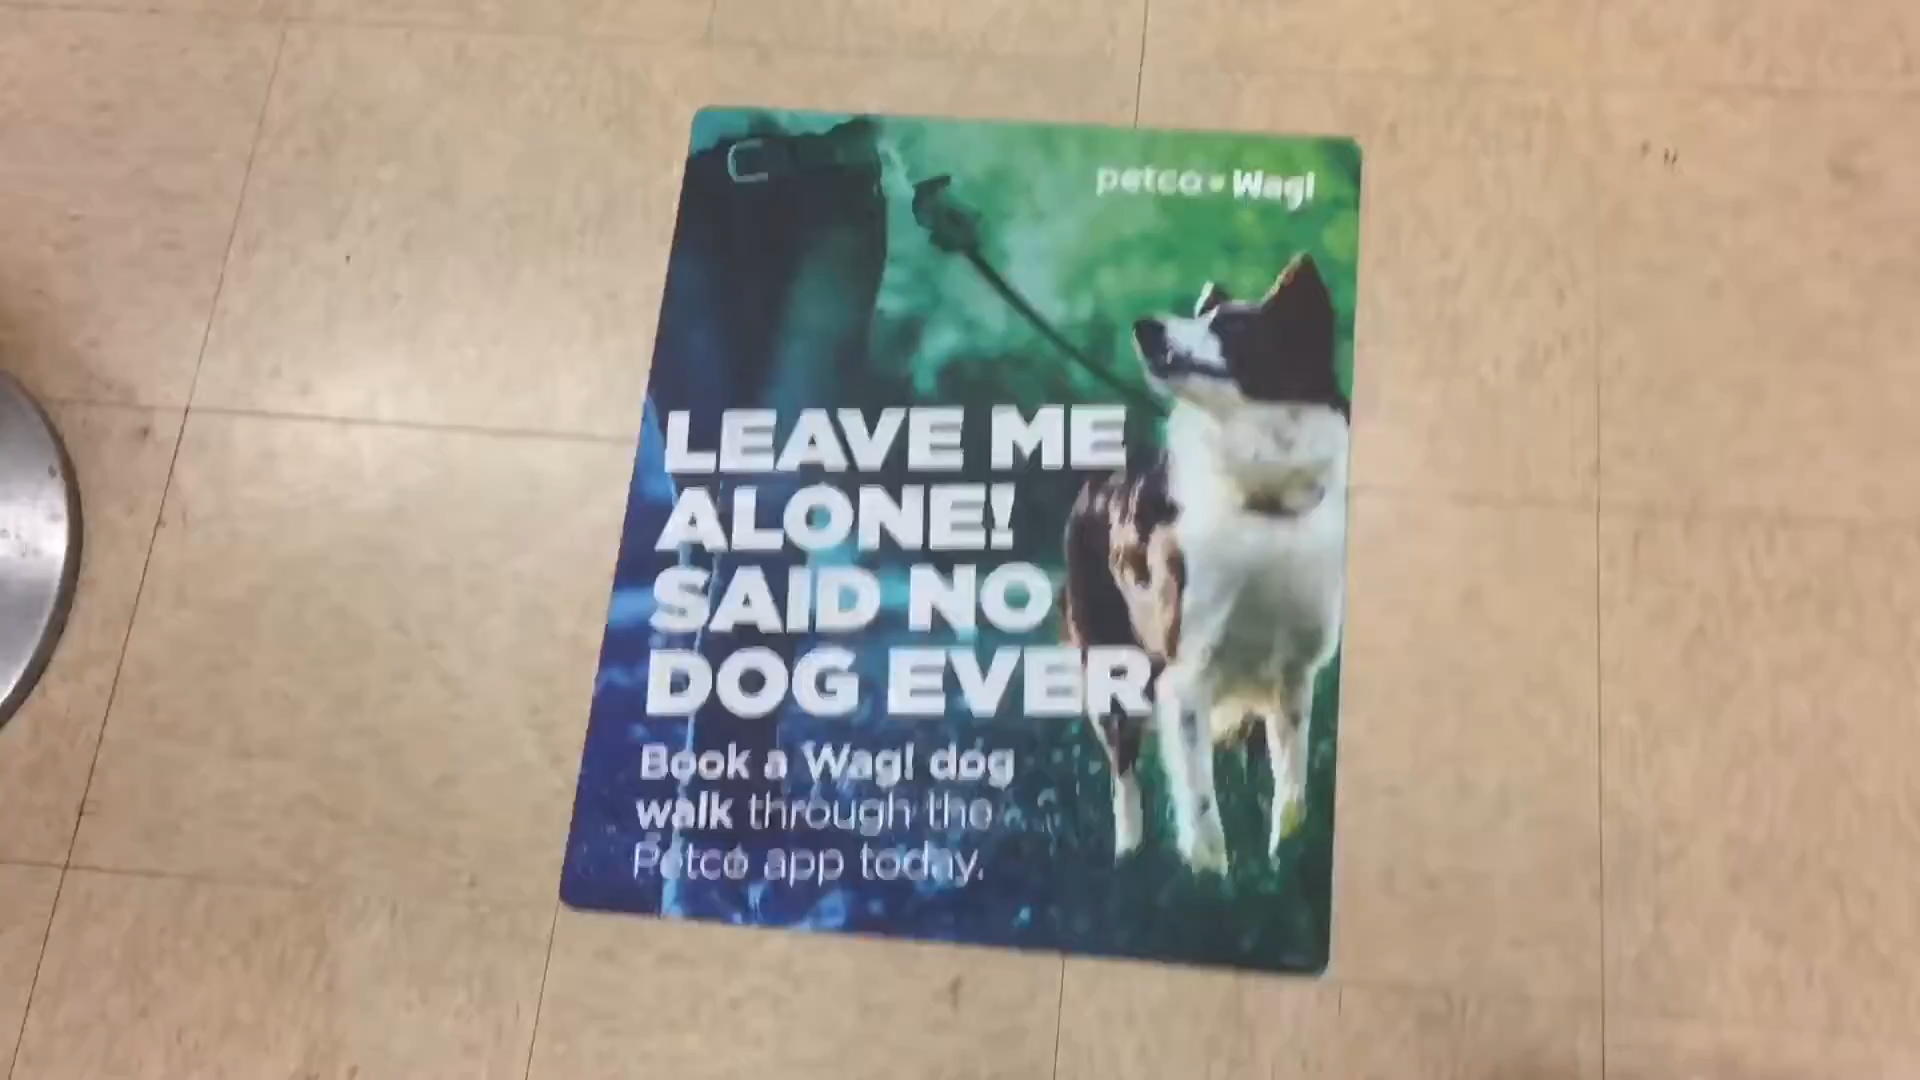 petco • Wag!
LEAVE ME
ALONE!
SAID NO
DOG EVER
Book a Wag! dog
walk through the
Petco app today.